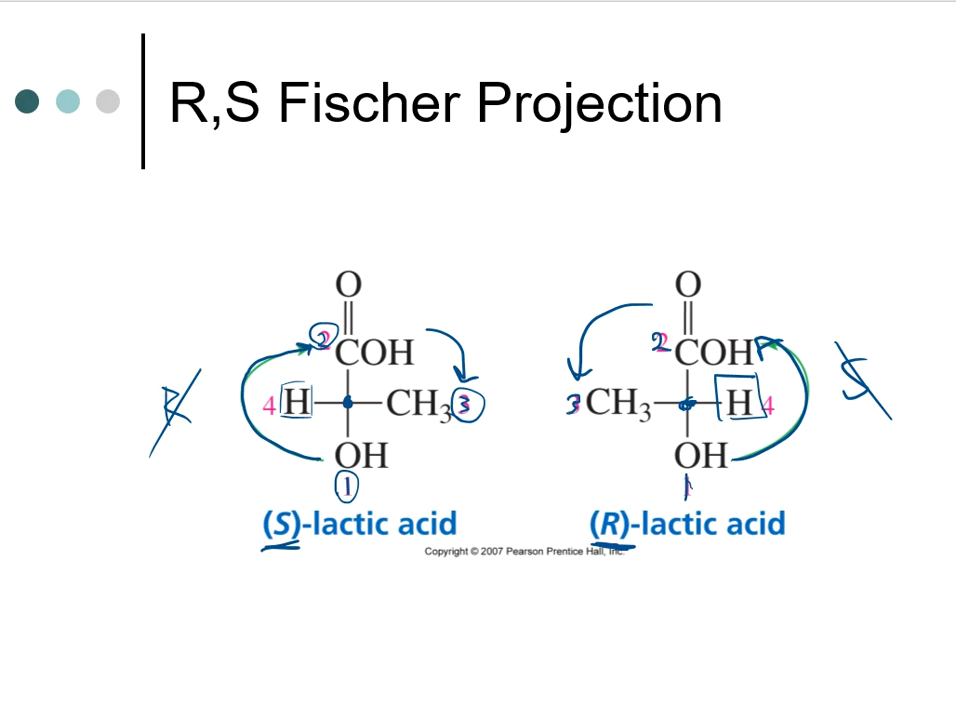 R,S Fischer Projection
O O
2 COH 2 COH
R 4 H CH₃ 3 3 CH₃ H 4 S
OH OH
1 1
(S)-lactic acid (R)-lactic acid
Copyright © 2007 Pearson Prentice Hall, Inc.